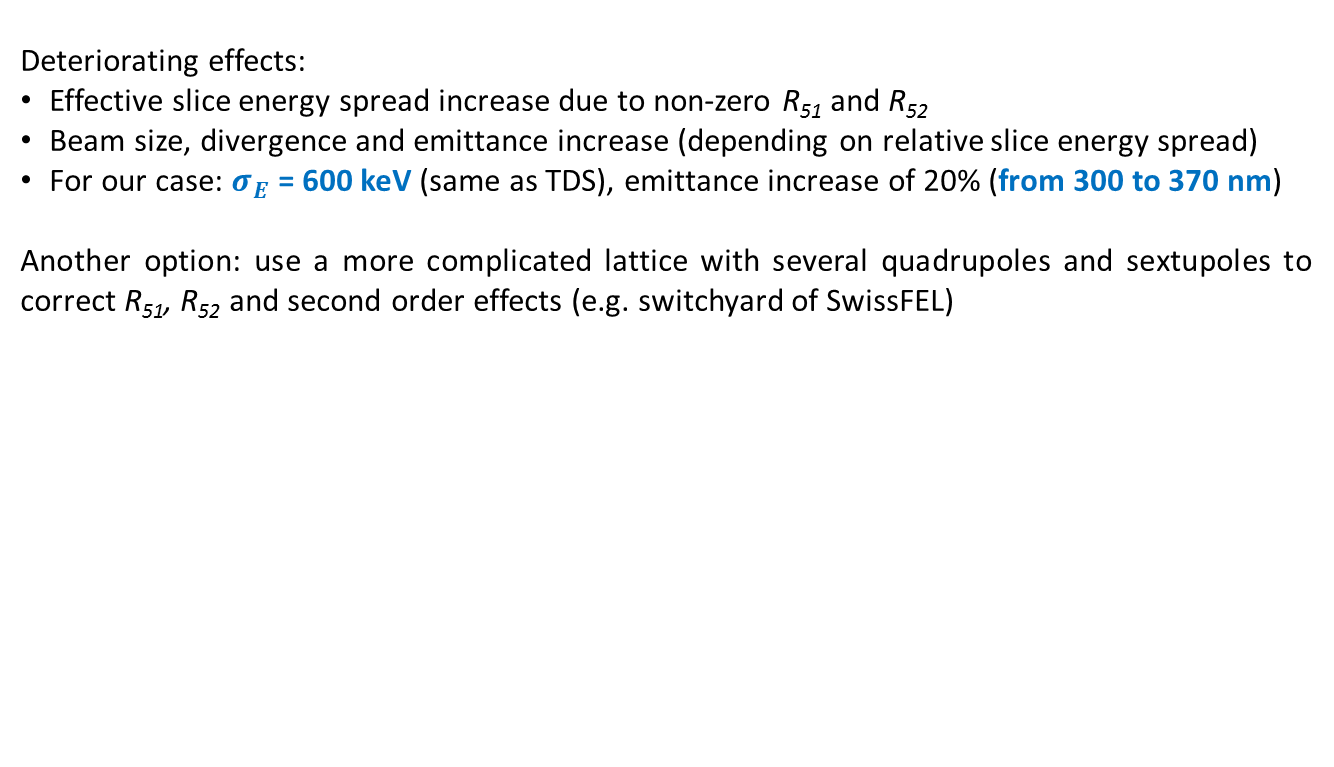 Deteriorating effects:
• Effective slice energy spread increase due to non-zero R51 and R52
• Beam size, divergence and emittance increase (depending on relative slice energy spread)
• For our case: σE = 600 keV (same as TDS), emittance increase of 20% (from 300 to 370 nm)
Another option: use a more complicated lattice with several quadrupoles and sextupoles to
correct R51, R52 and second order effects (e.g. switchyard of SwissFEL)